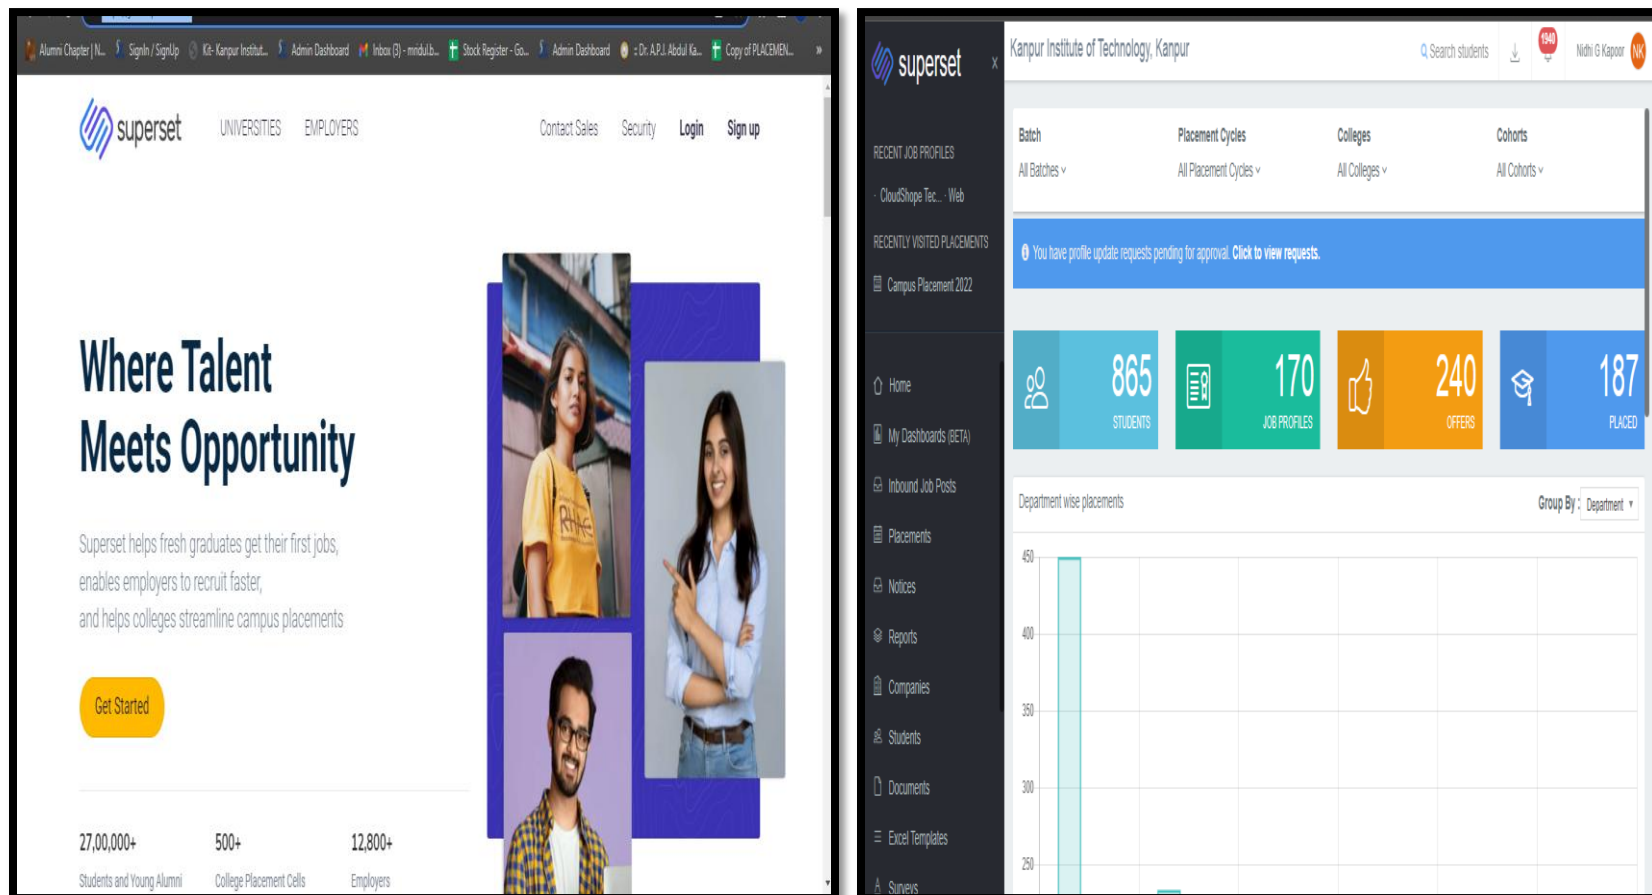 Alumni Chapter | N...
SignIn / SignUp
Kit- Kanpur Institut...
Admin Dashboard
Inbox (3) - mridul.b...
Stock Register - Go...
Admin Dashboard
:: Dr. A.P.J. Abdul Ka...
Copy of PLACEMEN...
»
superset
UNIVERSITIES
EMPLOYERS
Contact Sales
Security
Login
Sign up
Where Talent
Meets Opportunity
Superset helps fresh graduates get their first jobs,
enables employers to recruit faster,
and helps colleges streamline campus placements
Get Started
27,00,000+
Students and Young Alumni
500+
College Placement Cells
12,800+
Employers
superset
x
RECENT JOB PROFILES
- CloudShope Tec... - Web
RECENTLY VISITED PLACEMENTS
Campus Placement 2022
Home
My Dashboards (BETA)
Inbound Job Posts
Placements
Notices
Reports
Companies
Students
Documents
Excel Templates
Surveys
Kanpur Institute of Technology, Kanpur
Search students
1940
Nidhi G Kapoor
NK
Batch
All Batches
Placement Cycles
All Placement Cycles
Colleges
All Colleges
Cohorts
All Cohorts
You have profile update requests pending for approval. Click to view requests.
865
STUDENTS
170
JOB PROFILES
240
OFFERS
187
PLACED
Department wise placements
Group By :
Department
450
400
350
300
250